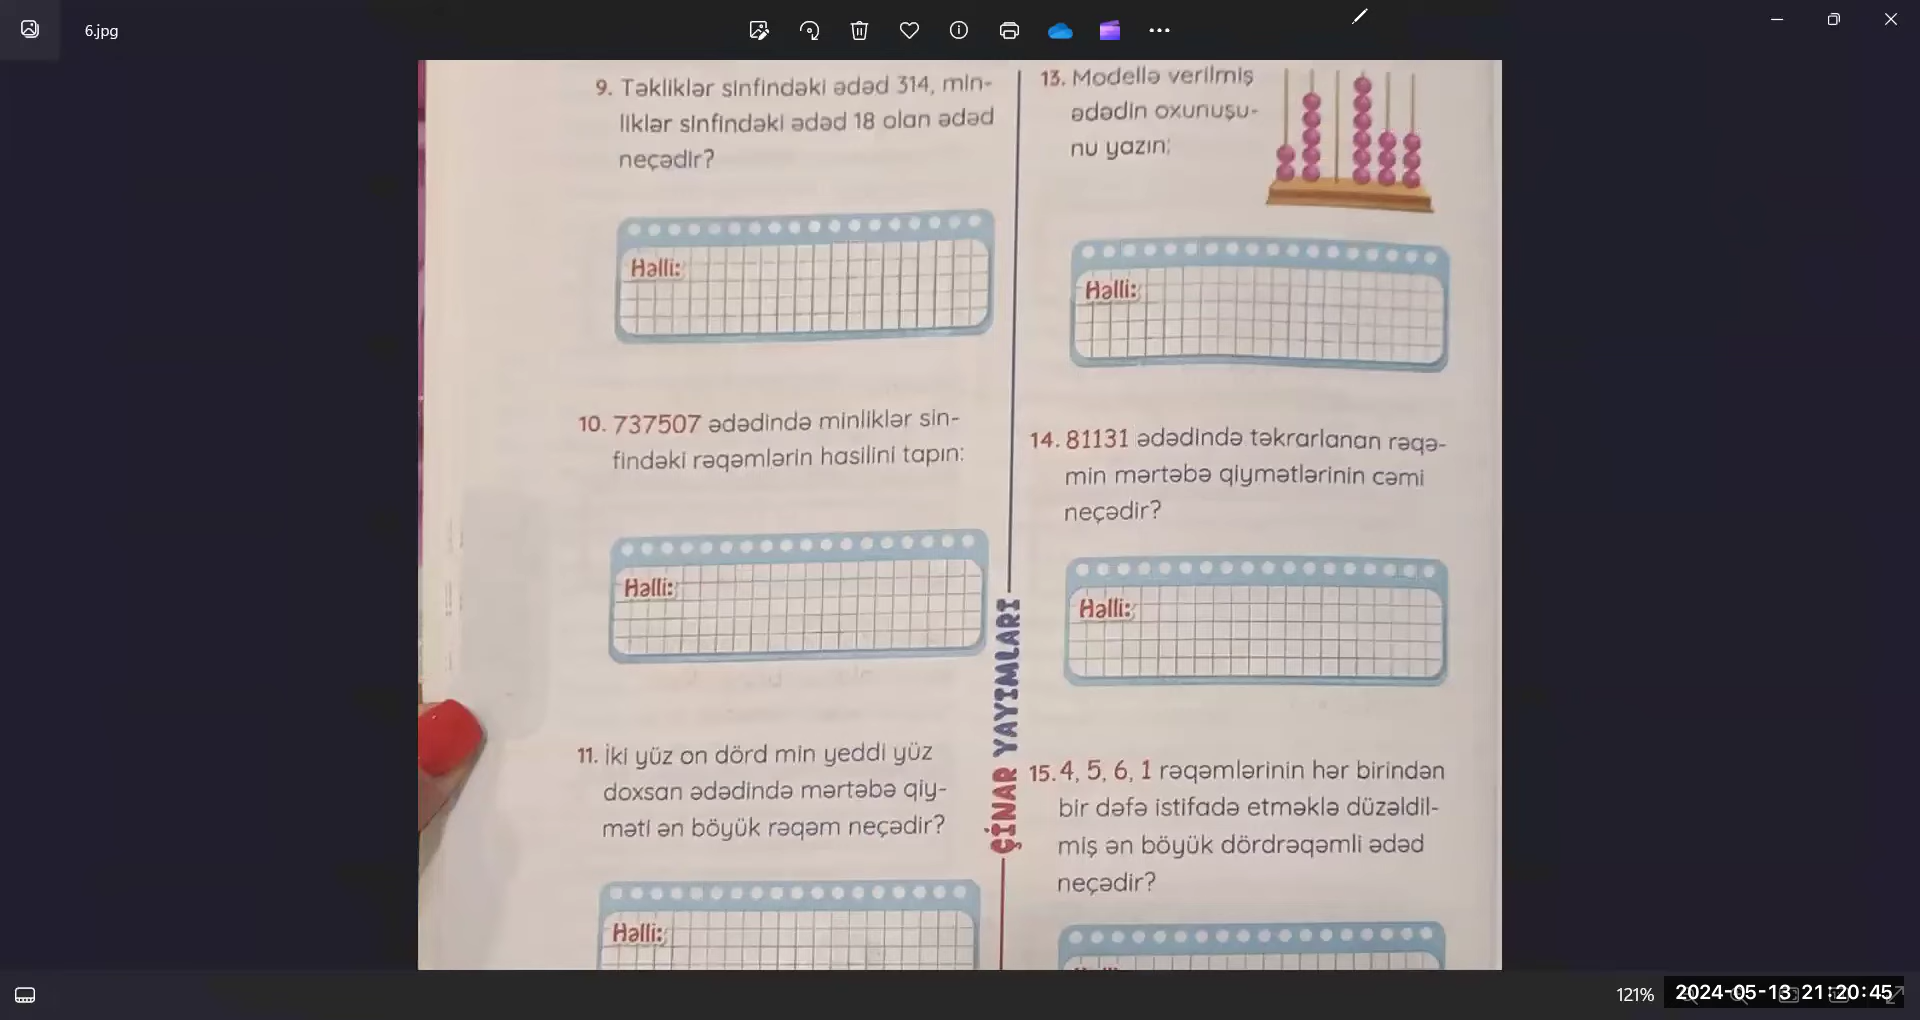 6.jpg
9. Təkliklər sinfindəki ədəd 314, min-
liklər sinfindəki ədəd 18 olan ədəd
neçədir?
Həlli:
10. 737507 ədədində minliklər sin-
findəki rəqəmlərin hasilini tapın:
Həlli:
11. İki yüz on dörd min yeddi yüz
doxsan ədədində mərtəbə qiy-
məti ən böyük rəqəm neçədir?
Həlli:
ÇİNAR YAYIMLARI
13. Modellə verilmiş
ədədin oxunuşu-
nu yazın:
Həlli:
14. 81131 ədədində təkrarlanan rəqə-
min mərtəbə qiymətlərinin cəmi
neçədir?
Həlli:
15. 4, 5, 6, 1 rəqəmlərinin hər birindən
bir dəfə istifadə etməklə düzəldil-
miş ən böyük dördrəqəmli ədəd
neçədir?
121%
2024-05-13 21:20:45